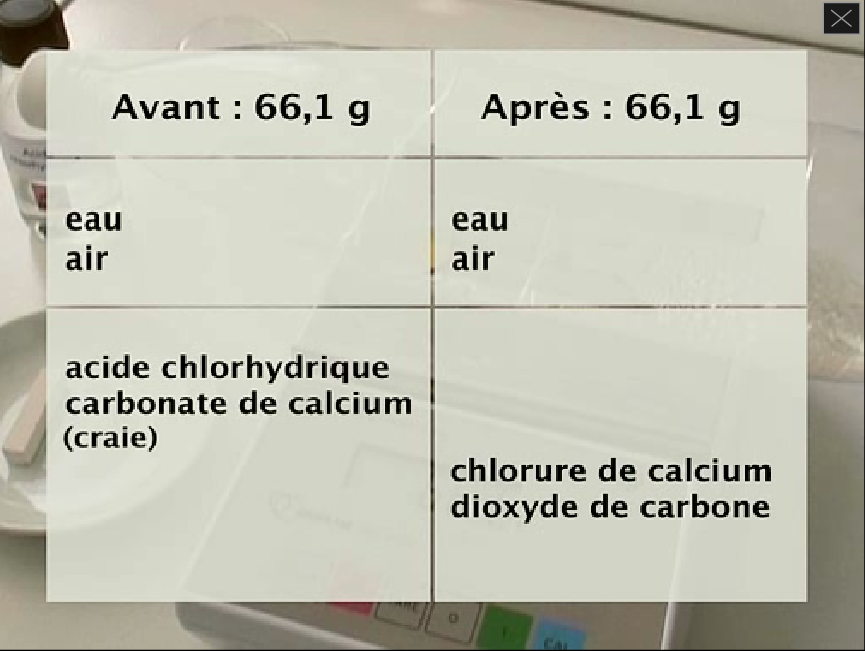 Avant : 66,1 g
Après : 66,1 g
eau
air
eau
air
acide chlorhydrique
carbonate de calcium
(craie)
chlorure de calcium
dioxyde de carbone